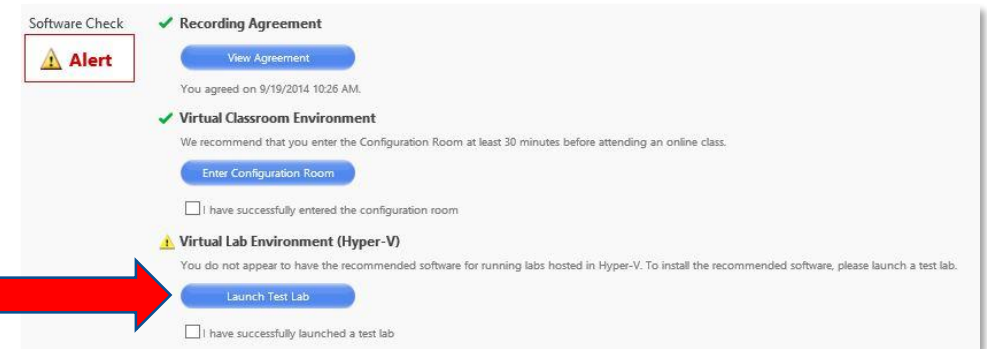 Software Check
Alert
Recording Agreement
View Agreement
You agreed on 9/19/2014 10:26 AM.
Virtual Classroom Environment
We recommend that you enter the Configuration Room at least 30 minutes before attending an online class.
Enter Configuration Room
I have successfully entered the configuration room
Virtual Lab Environment (Hyper-V)
You do not appear to have the recommended software for running labs hosted in Hyper-V. To install the recommended software, please launch a test lab.
Launch Test Lab
I have successfully launched a test lab